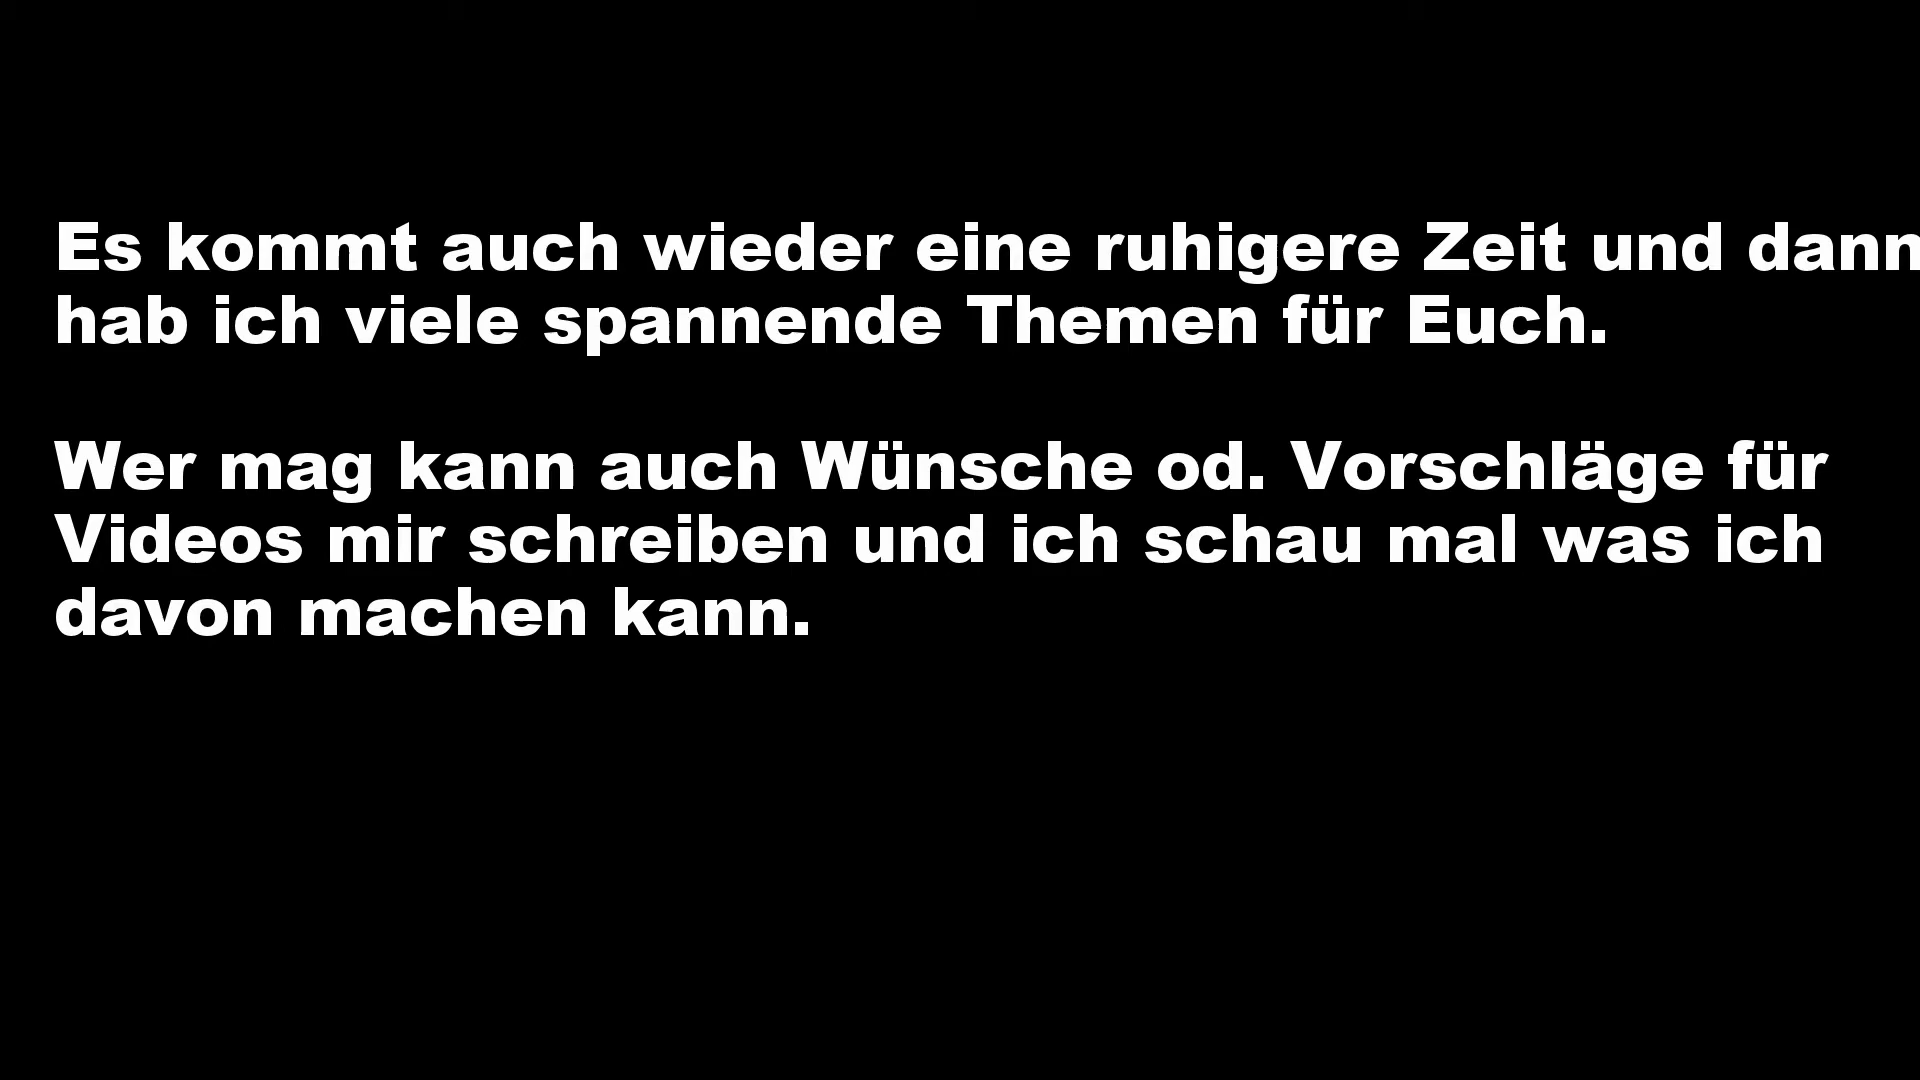 Es kommt auch wieder eine ruhigere Zeit und dann
hab ich viele spannende Themen für Euch.
Wer mag kann auch Wünsche od. Vorschläge für
Videos mir schreiben und ich schau mal was ich
davon machen kann.